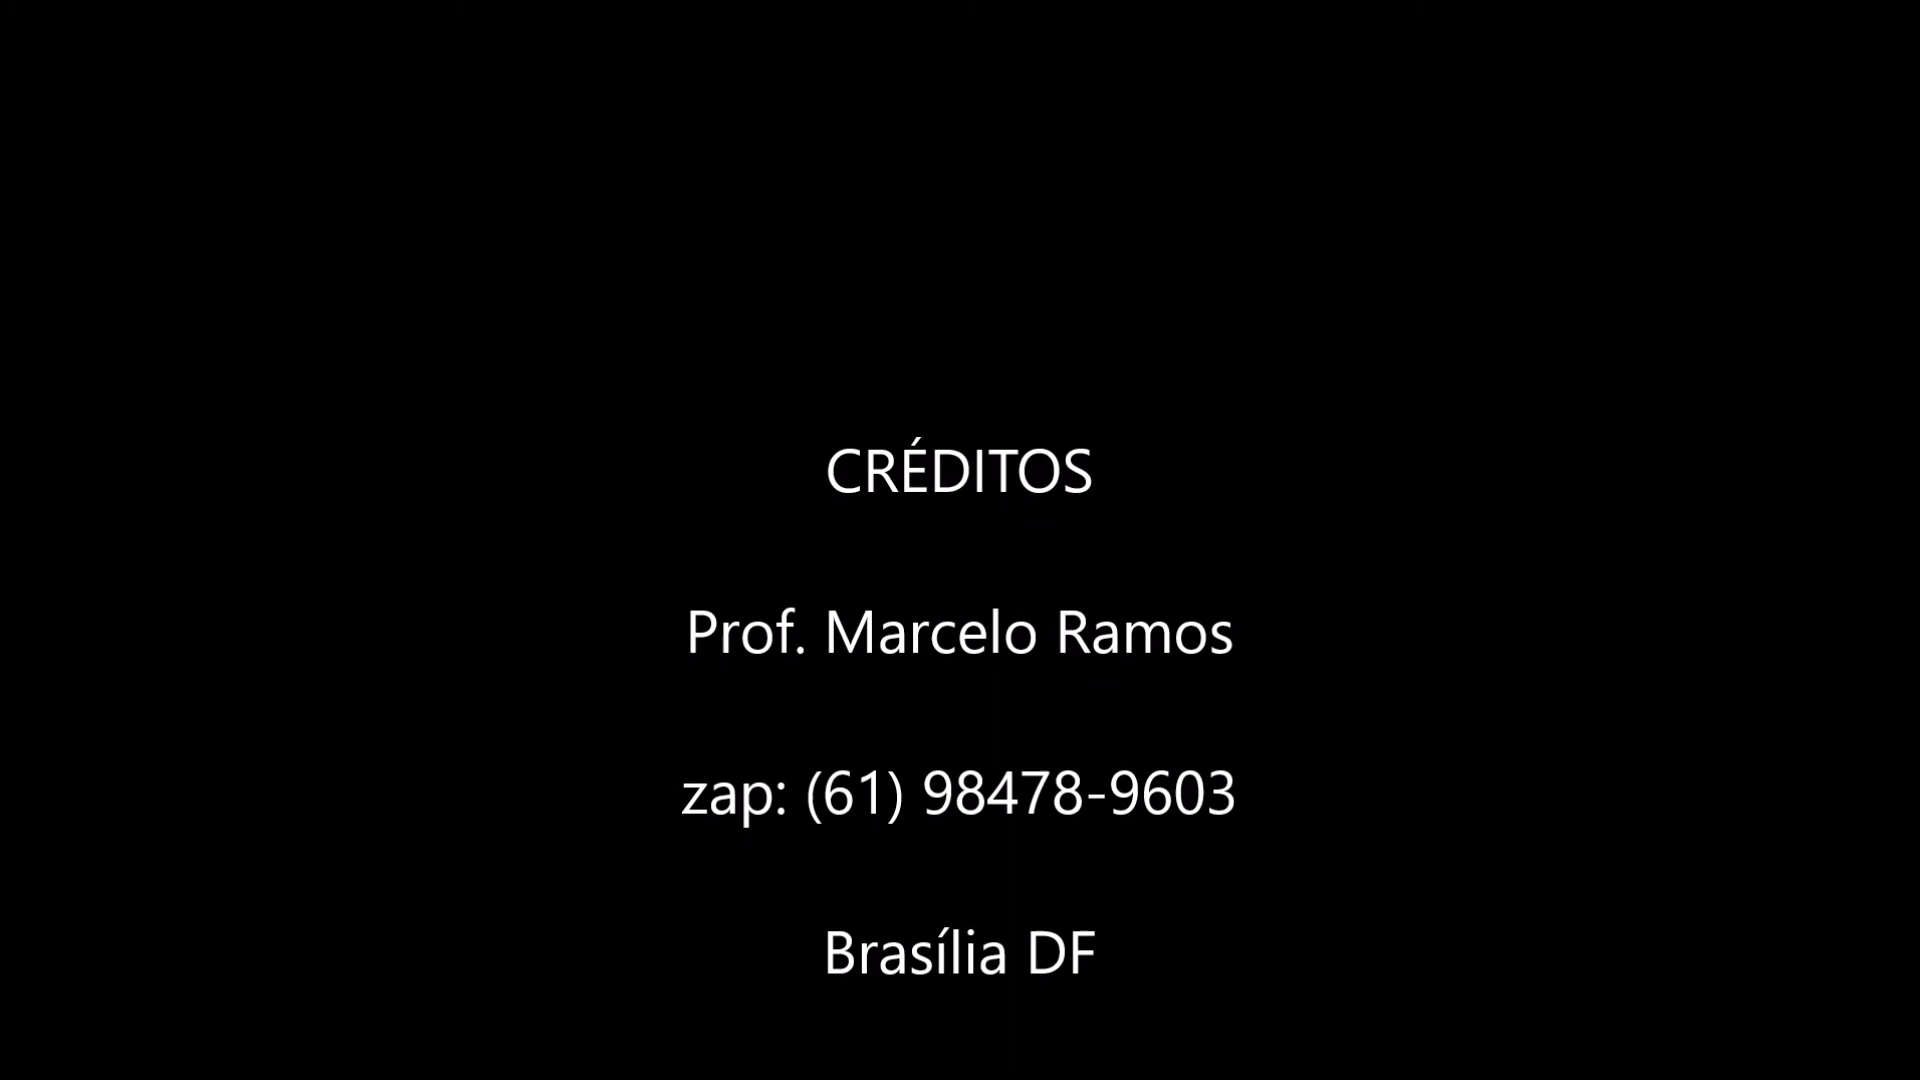 CRÉDITOS
Prof. Marcelo Ramos
zap: (61) 98478-9603
Brasília DF